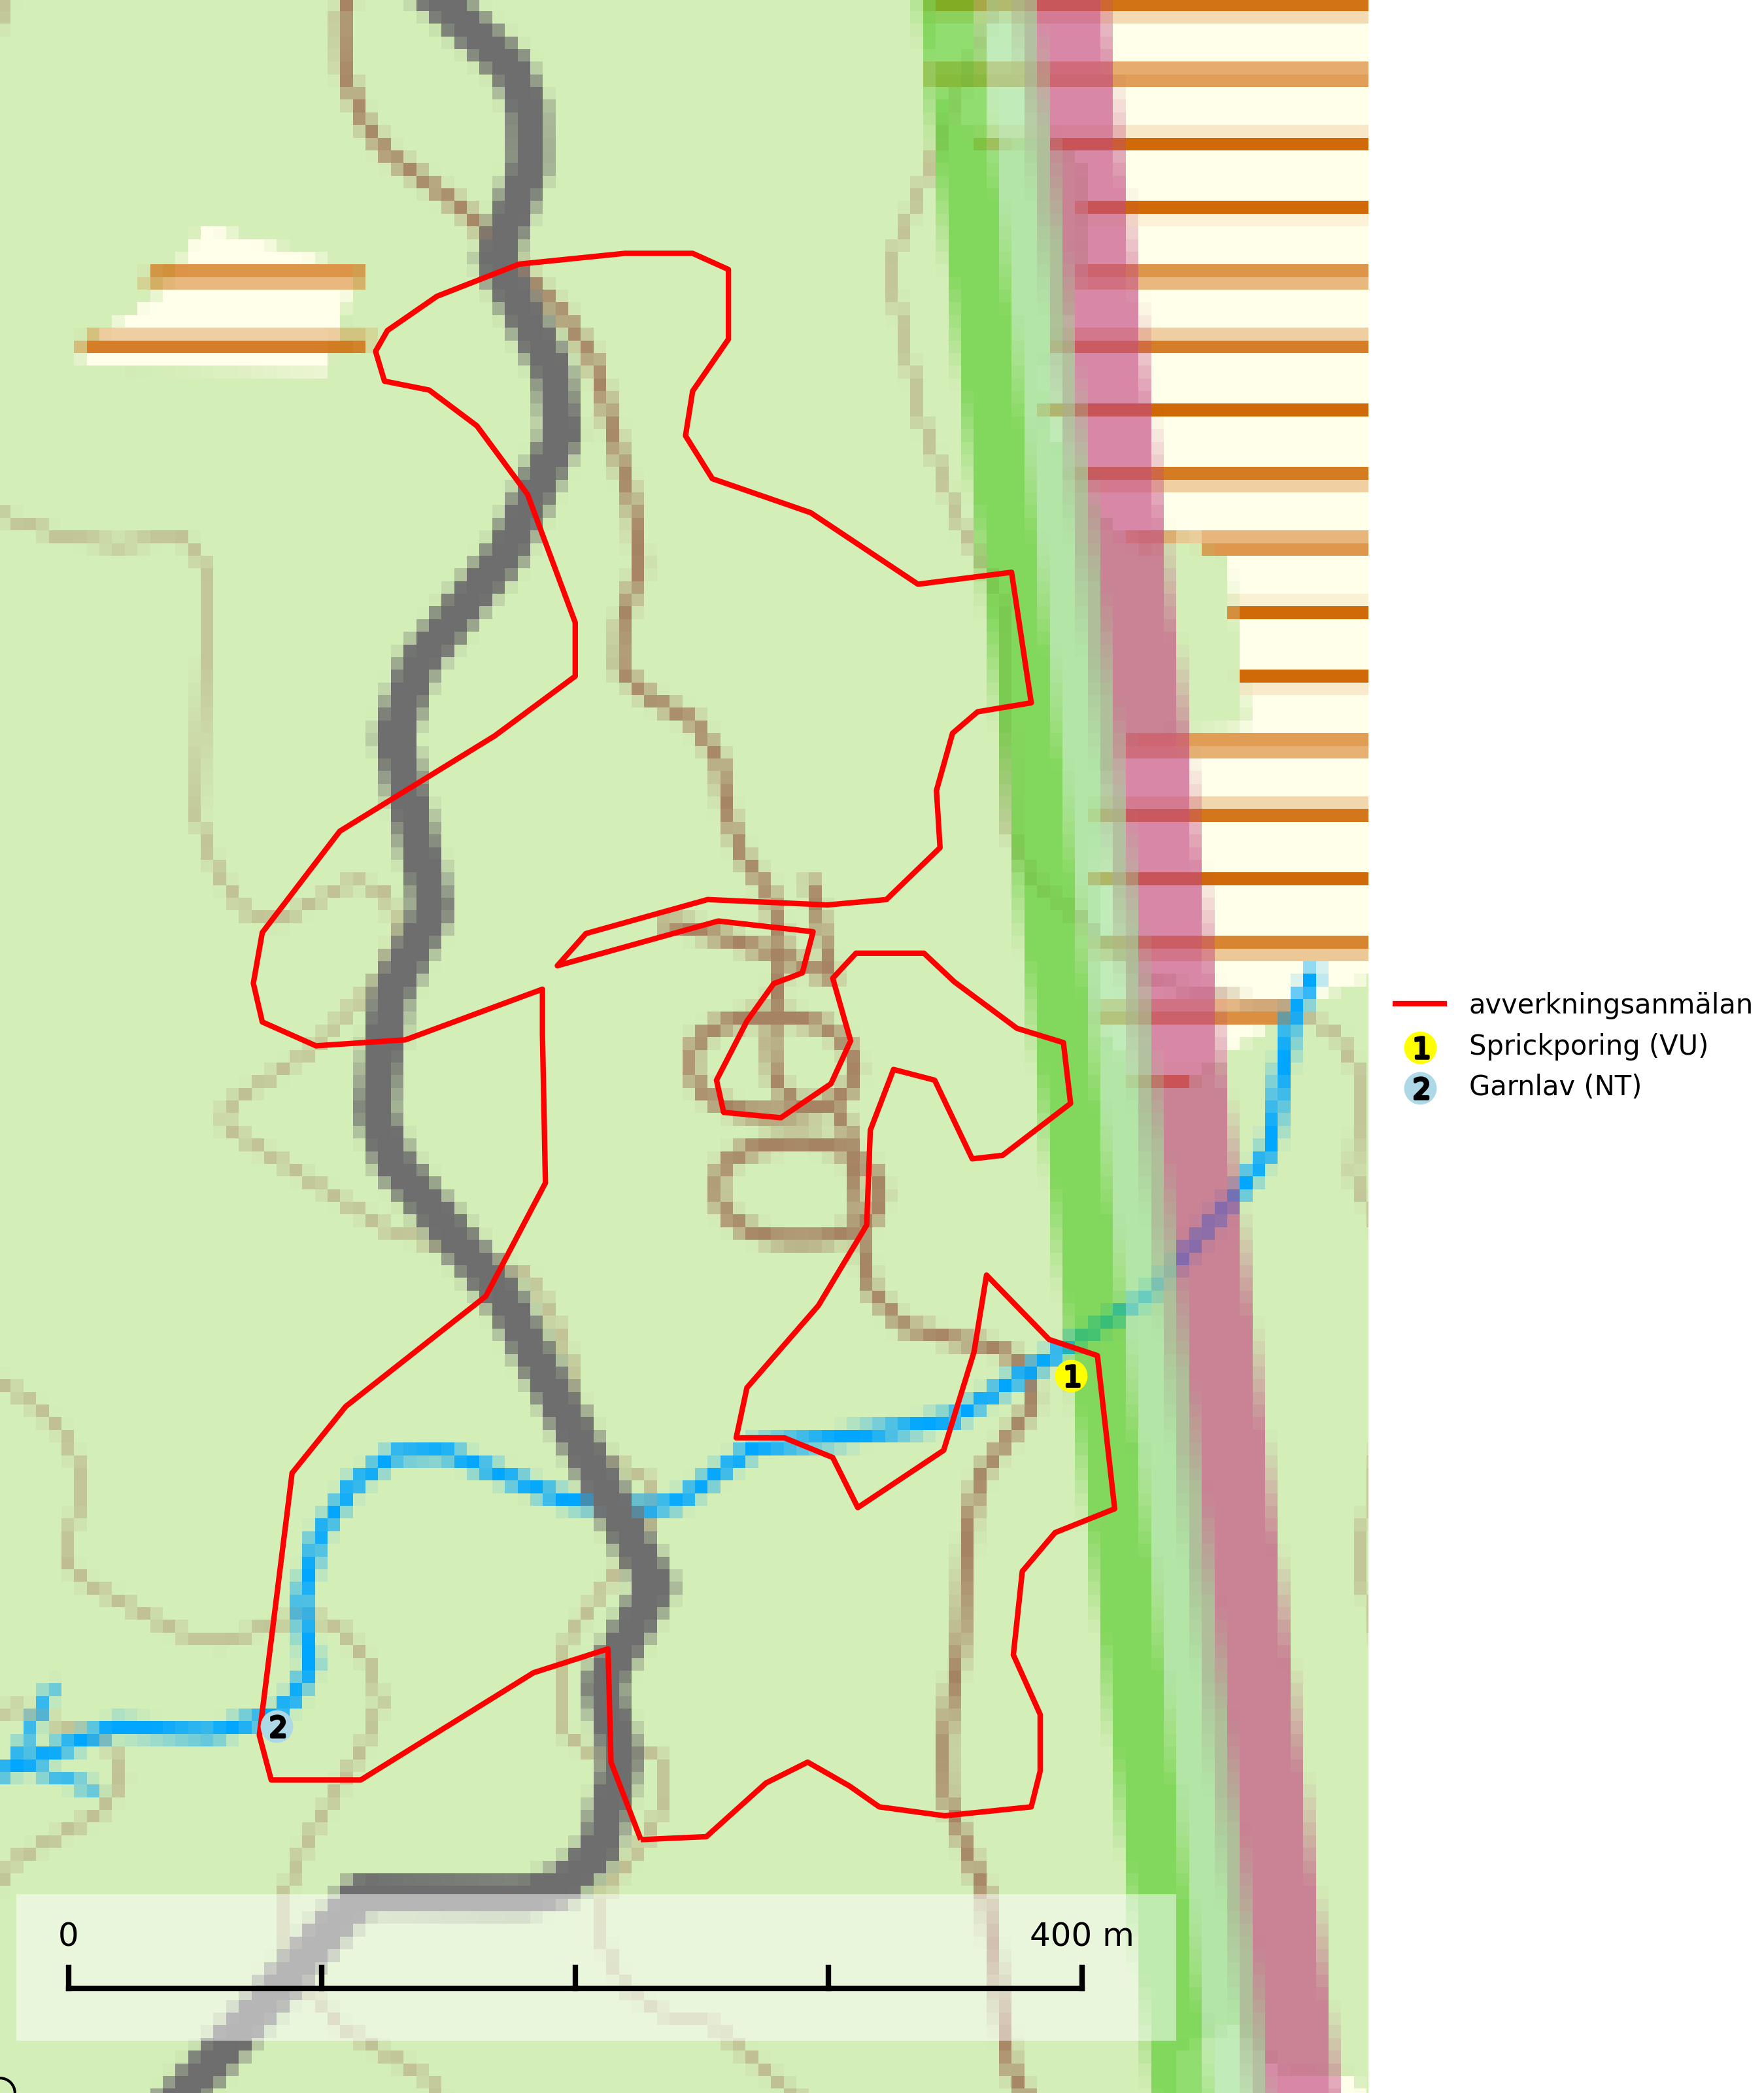 avverkningsanmälan
1 Sprickporing (VU)
2 Garnlav (NT)
1
2
0 400 m